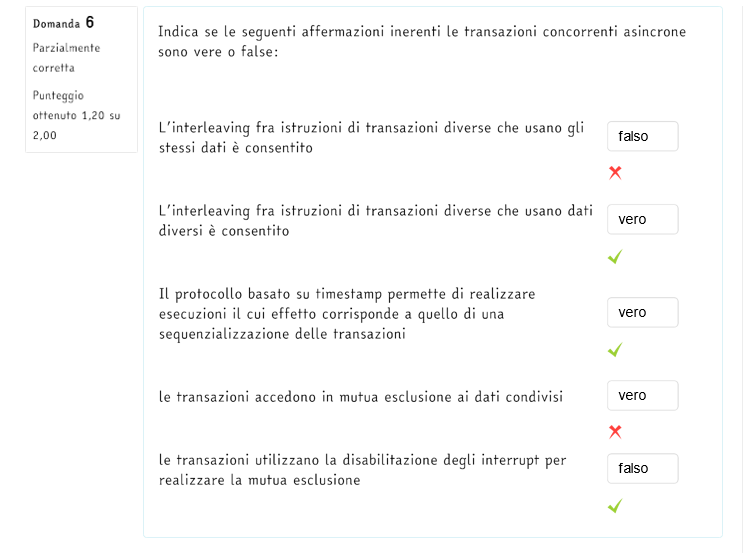 Domanda 6
Parzialmente
corretta
Punteggio
ottenuto 1,20 su
2,00
Indica se le seguenti affermazioni inerenti le transazioni concorrenti asincrone
sono vere o false:
L'interleaving fra istruzioni di transazioni diverse che usano gli
stessi dati è consentito
falso
L'interleaving fra istruzioni di transazioni diverse che usano dati
diversi è consentito
vero
Il protocollo basato su timestamp permette di realizzare
esecuzioni il cui effetto corrisponde a quello di una
sequenzializzazione delle transazioni
vero
le transazioni accedono in mutua esclusione ai dati condivisi
vero
le transazioni utilizzano la disabilitazione degli interrupt per
realizzare la mutua esclusione
falso